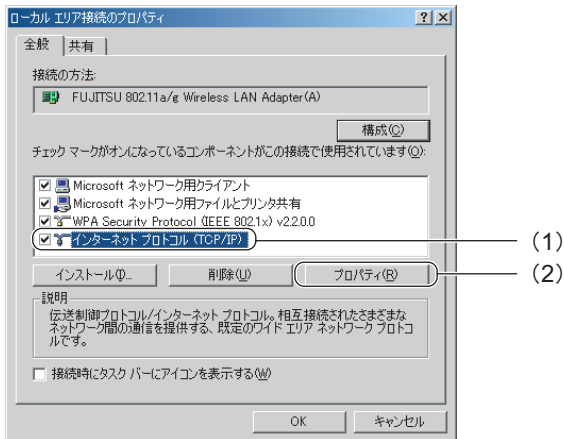 ローカル エリア接続のプロパティ
全般 共有
接続の方法:
FUJITSU 802.11a/g Wireless LAN Adapter(A)
構成(C)
チェック マークがオンになっているコンポーネントがこの接続で使用されています(O):
Microsoft ネットワーク用クライアント
Microsoft ネットワーク用ファイルとプリンタ共有
WPA Security Protocol (IEEE 802.1x) v2.2.0.0
インターネット プロトコル (TCP/IP)
(1)
インストール(I)... 削除(U) プロパティ(R)
(2)
説明
伝送制御プロトコル/インターネット プロトコル。相互接続されたさまざまな
ネットワーク間の通信を提供する、既定のワイド エリア ネットワーク プロトコ
ルです。
接続時にタスク バーにアイコンを表示する(W)
OK キャンセル